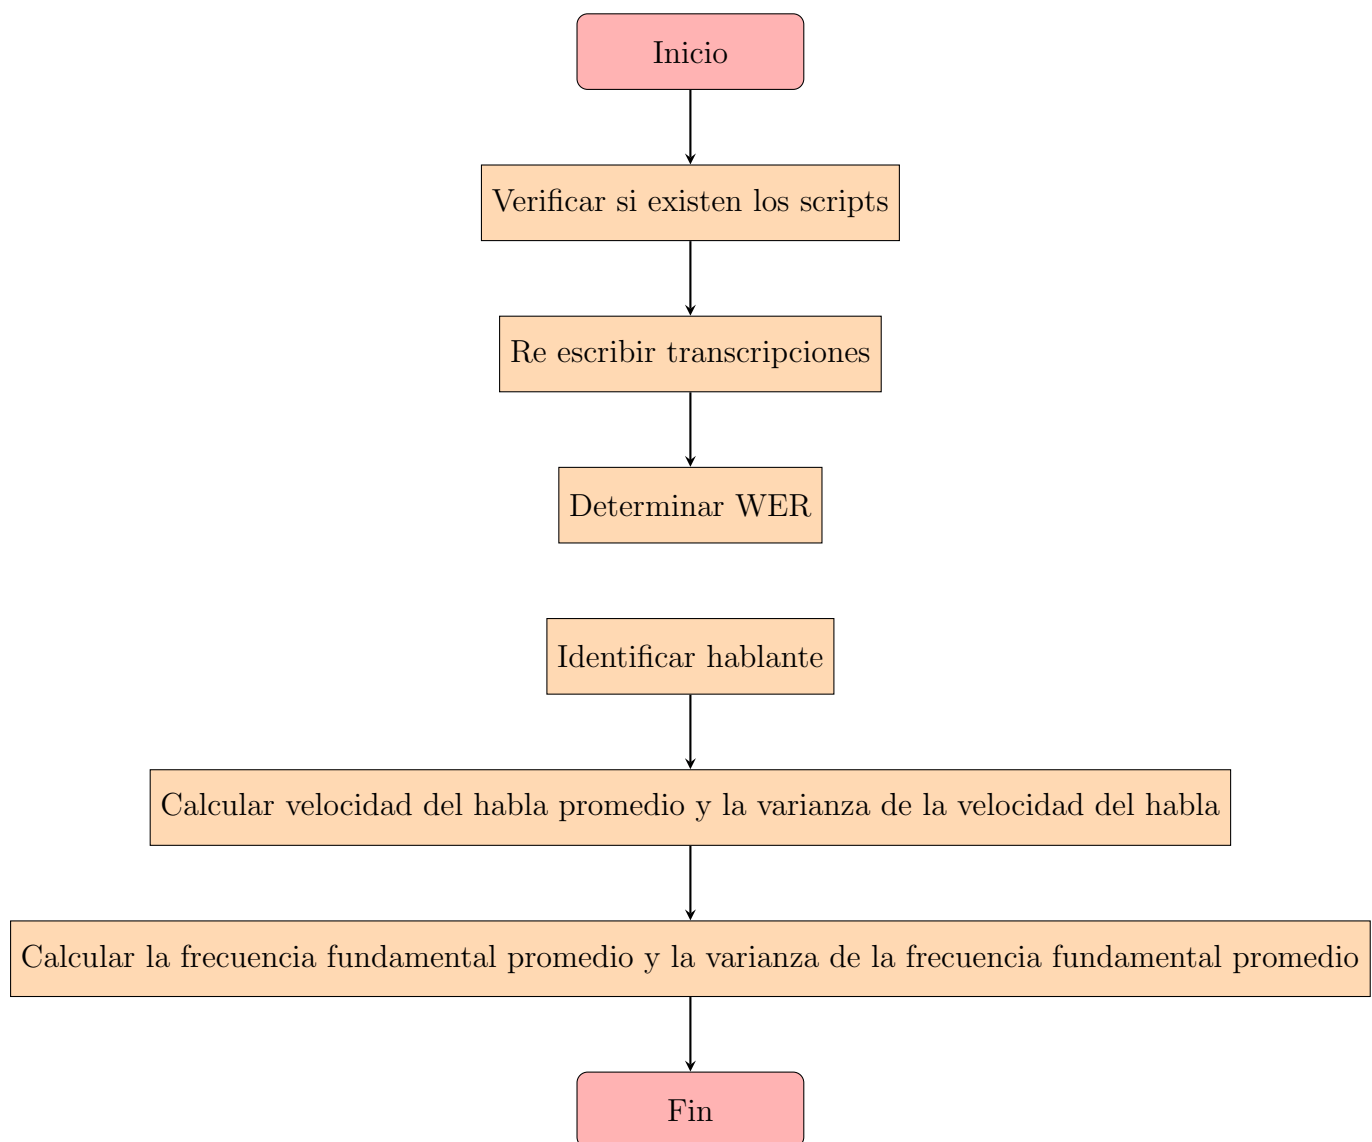 Inicio
Verificar si existen los scripts
Re escribir transcripciones
Determinar WER
Identificar hablante
Calcular velocidad del habla promedio y la varianza de la velocidad del habla
Calcular la frecuencia fundamental promedio y la varianza de la frecuencia fundamental promedio
Fin